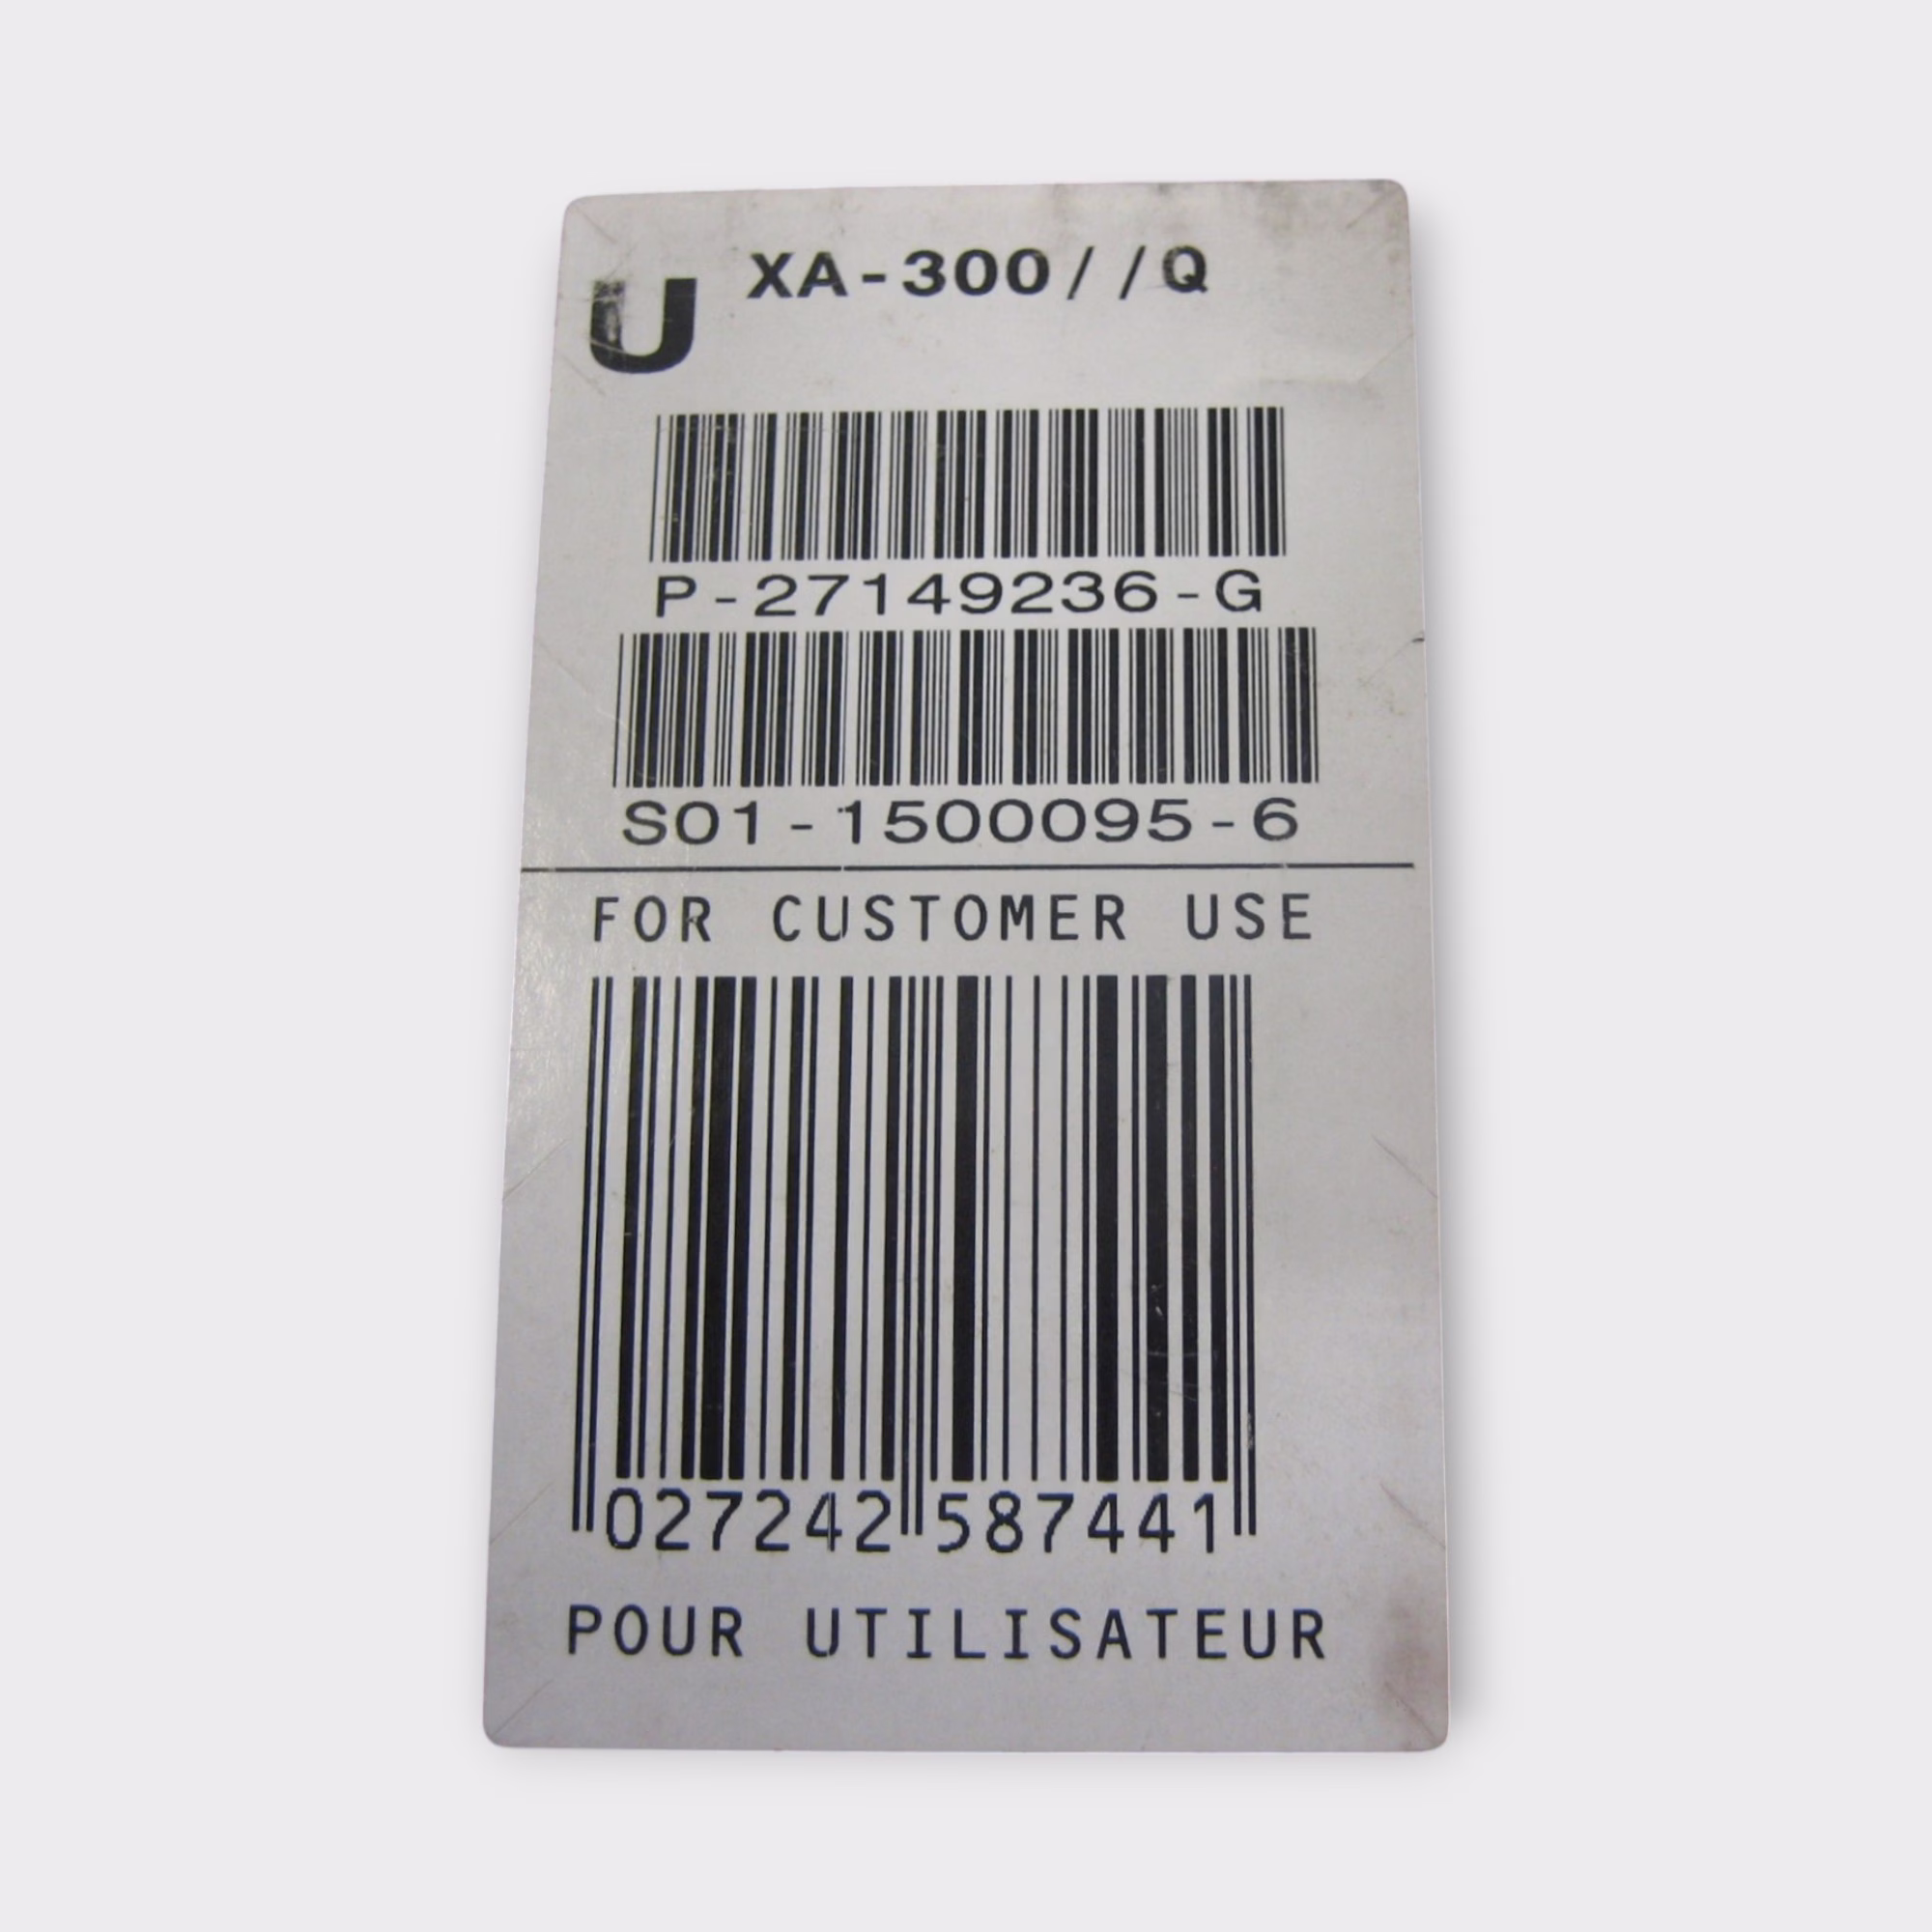 U XA-300//Q
P-27149236-G
S01-1500095-6
FOR CUSTOMER USE
027242 587441
POUR UTILISATEUR